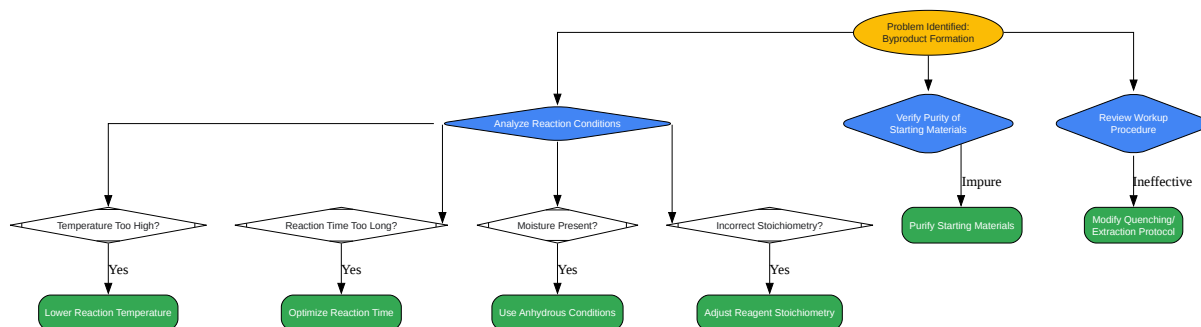 Problem Identified:
Byproduct Formation
Analyze Reaction Conditions
Verify Purity of
Starting Materials
Review Workup
Procedure
Impure
Ineffective
Temperature Too High?
Reaction Time Too Long?
Moisture Present?
Incorrect Stoichiometry?
Purify Starting Materials
Modify Quenching/
Extraction Protocol
Yes
Yes
Yes
Yes
Lower Reaction Temperature
Optimize Reaction Time
Use Anhydrous Conditions
Adjust Reagent Stoichiometry